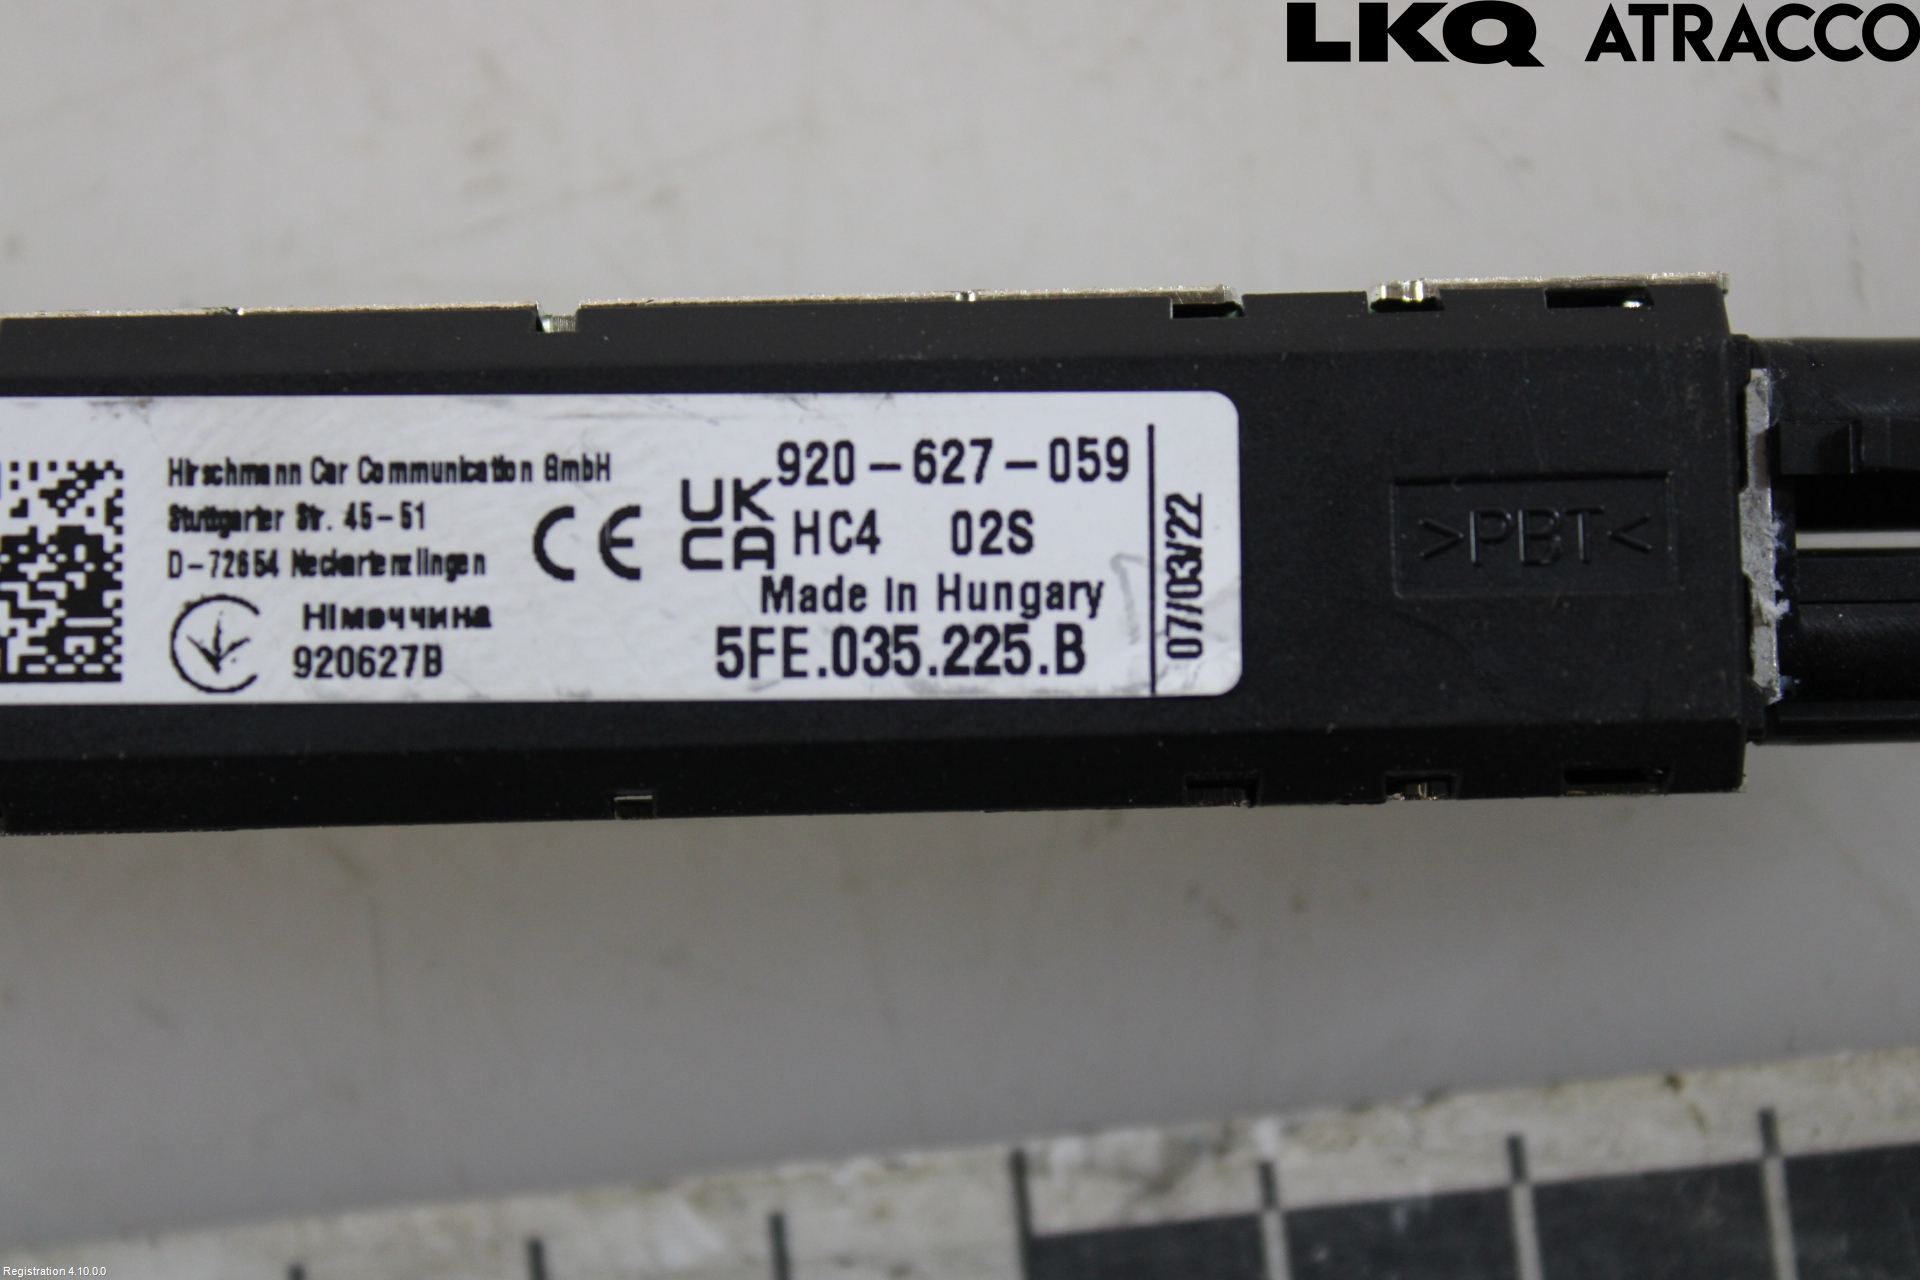 LKQ ATRACCO
Hirschmann Car Communication GmbH
Stuttgarter Str. 45-51
D-72654 Neckartenzlingen
Німеччина
920627B
CE
UK
CA
920-627-059
HC4 02S
Made in Hungary
5FE.035.225.B
07/03/22
>PBT<
Registration 4.10.0.0